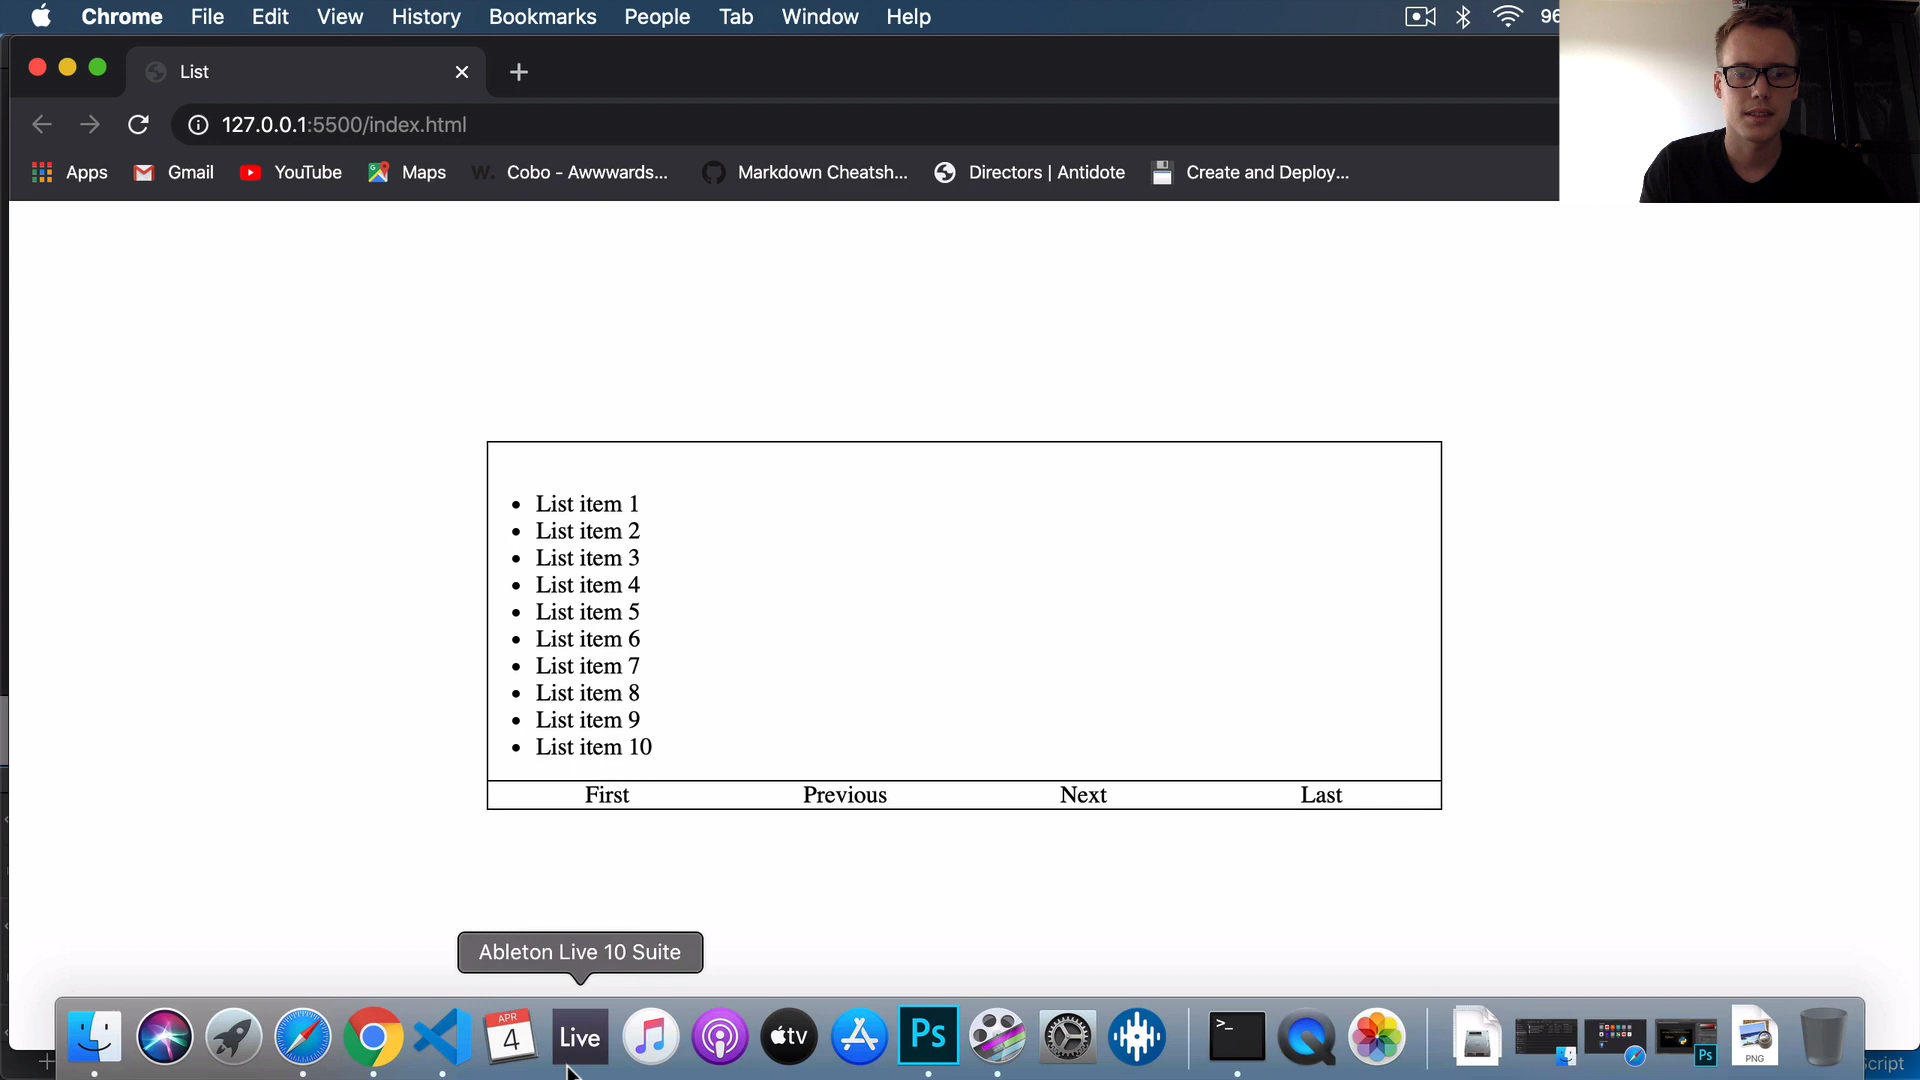 Chrome File Edit View History Bookmarks People Tab Window Help 96
List
127.0.0.1:5500/index.html
Apps Gmail YouTube Maps W. Cobo - Awwwards... Markdown Cheatsh... Directors | Antidote Create and Deploy...
List item 1
List item 2
List item 3
List item 4
List item 5
List item 6
List item 7
List item 8
List item 9
List item 10
First Previous Next Last
Ableton Live 10 Suite
APR
4
Live
tv
Ps
>_
Ps
PNG
cript